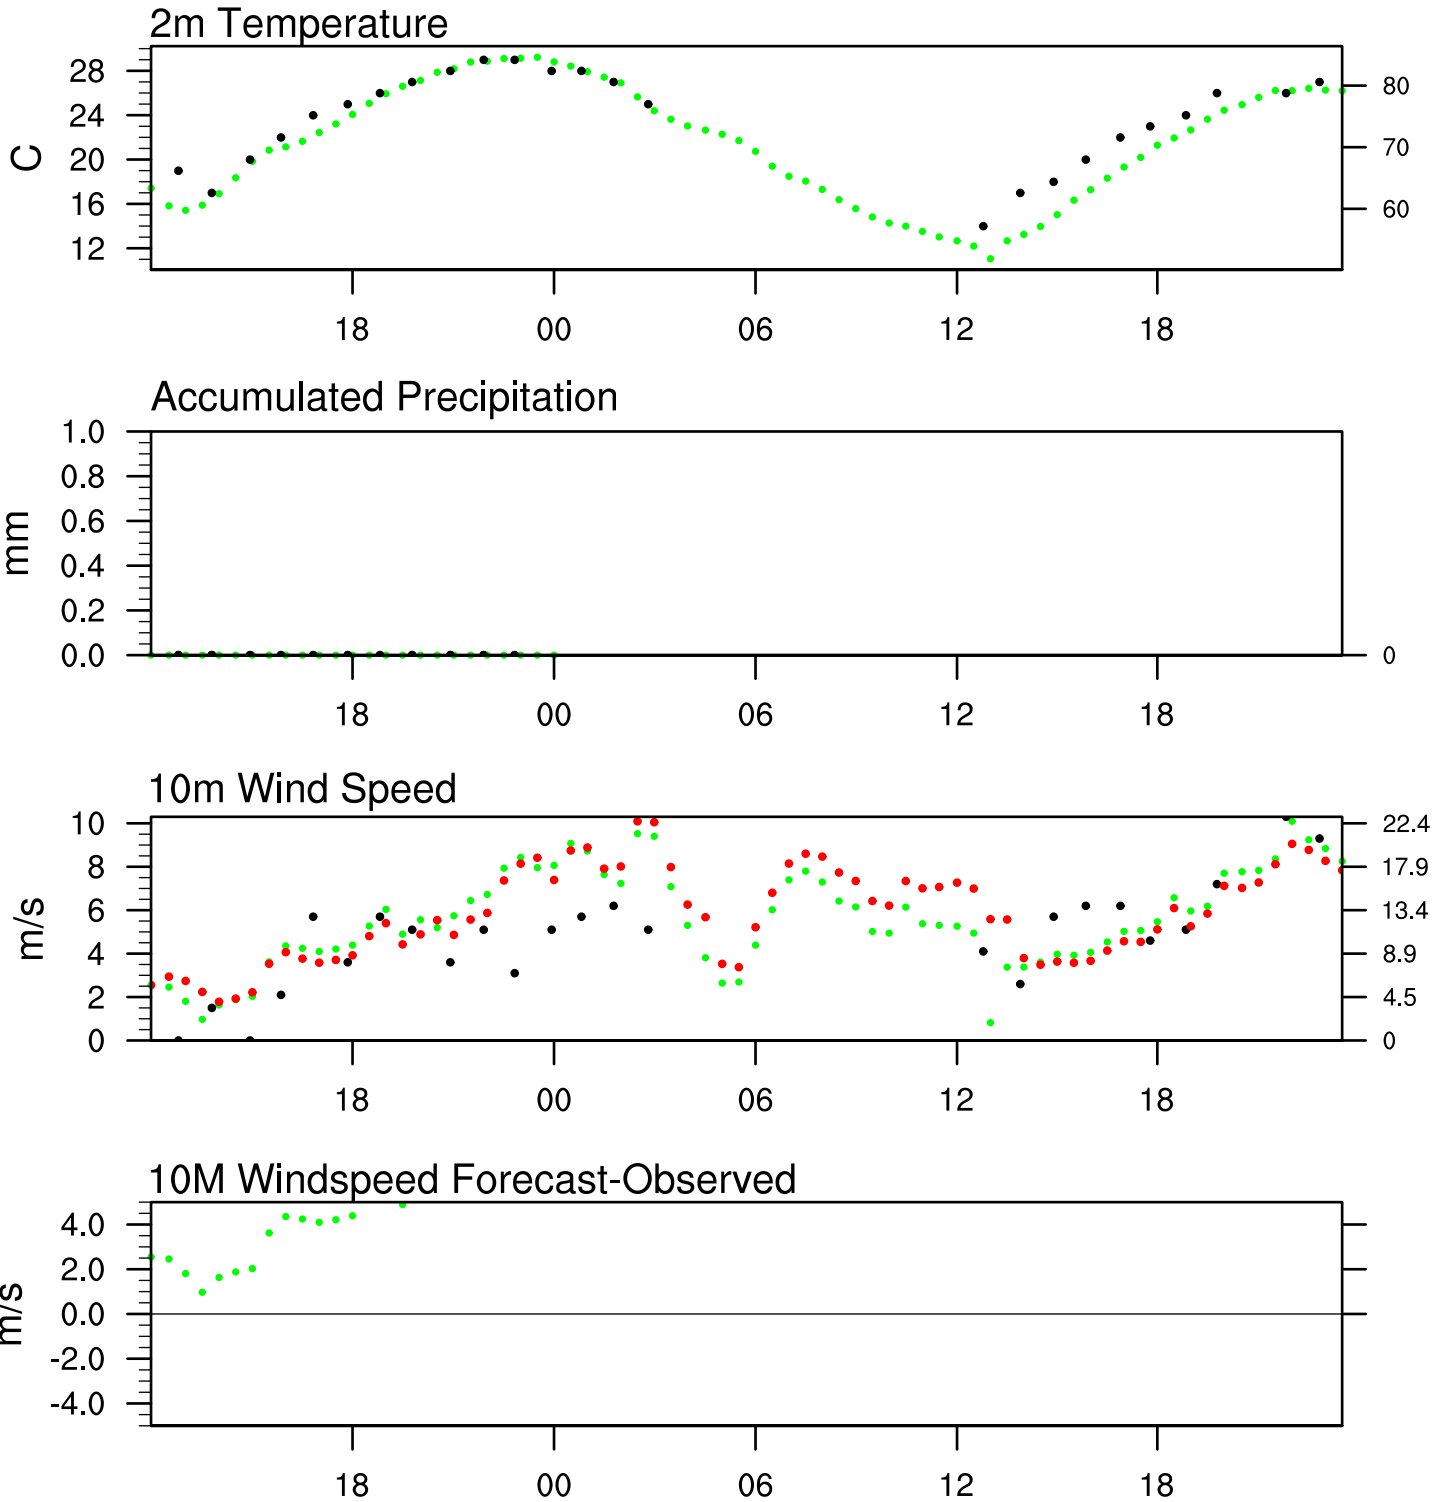 2m Temperature
28
24
20
16
12
C
80
70
60
18 00 06 12 18
Accumulated Precipitation
1.0
0.8
0.6
0.4
0.2
0.0
mm
0
18 00 06 12 18
10m Wind Speed
10
8
6
4
2
0
m/s
22.4
17.9
13.4
8.9
4.5
0
18 00 06 12 18
10M Windspeed Forecast-Observed
4.0
2.0
0.0
-2.0
-4.0
m/s
18 00 06 12 18